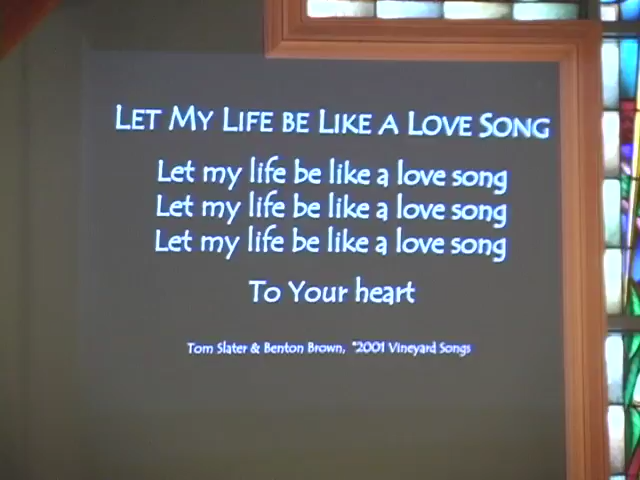 LET MY LIFE BE LIKE A LOVE SONG
Let my life be like a love song
Let my life be like a love song
Let my life be like a love song
To Your heart
Tom Slater & Benton Brown, "2001 Vineyard Songs